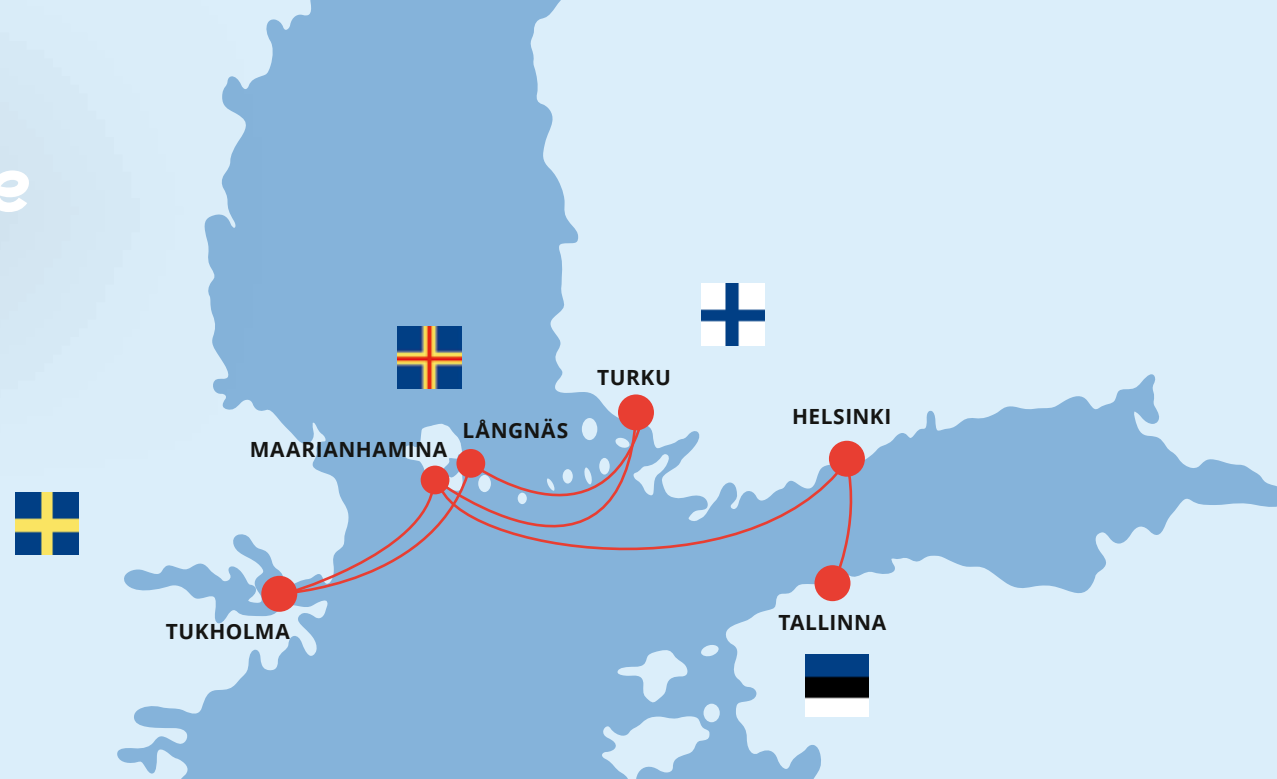 e
TURKU
HELSINKI
LÅNGNÄS
MAARIANHAMINA
TUKHOLMA
TALLINNA